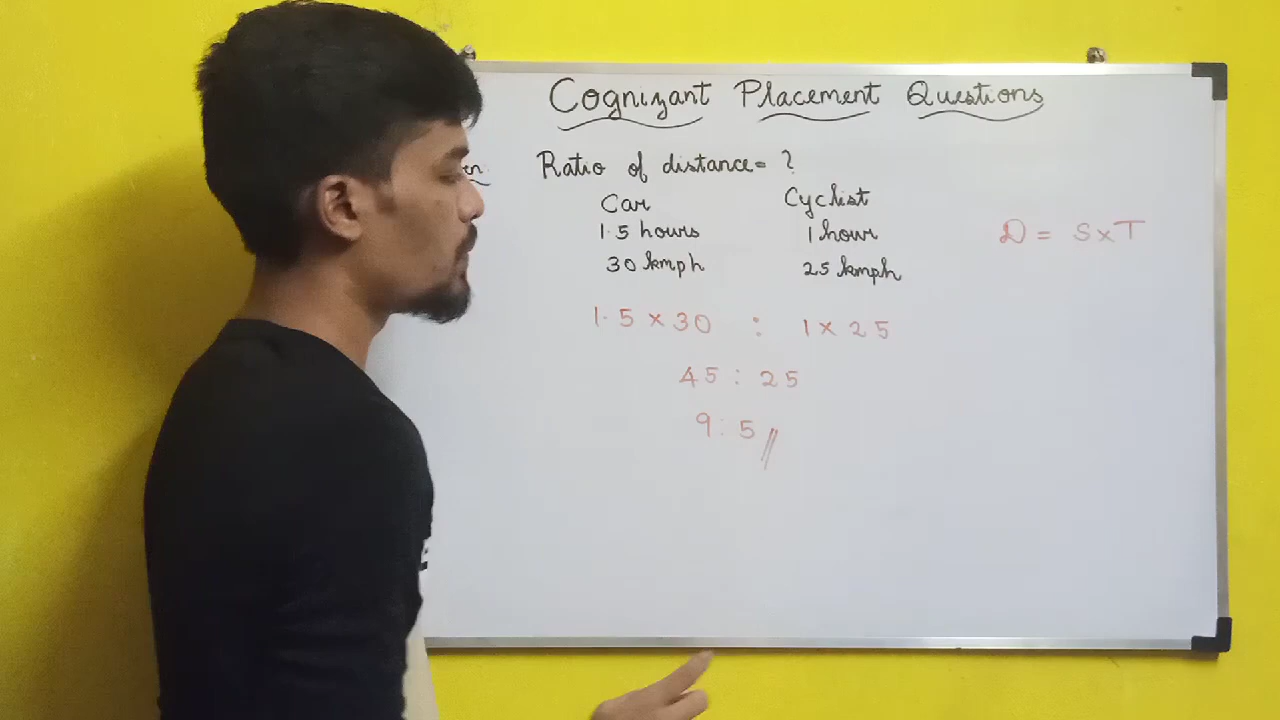 Cognizant Placement Questions
Ratio of distance= ?
Car Cyclist
1.5 hours 1 hour
30 kmph 25 kmph
D = S×T
1.5 × 30 : 1 × 25
45 : 25
9 : 5 //